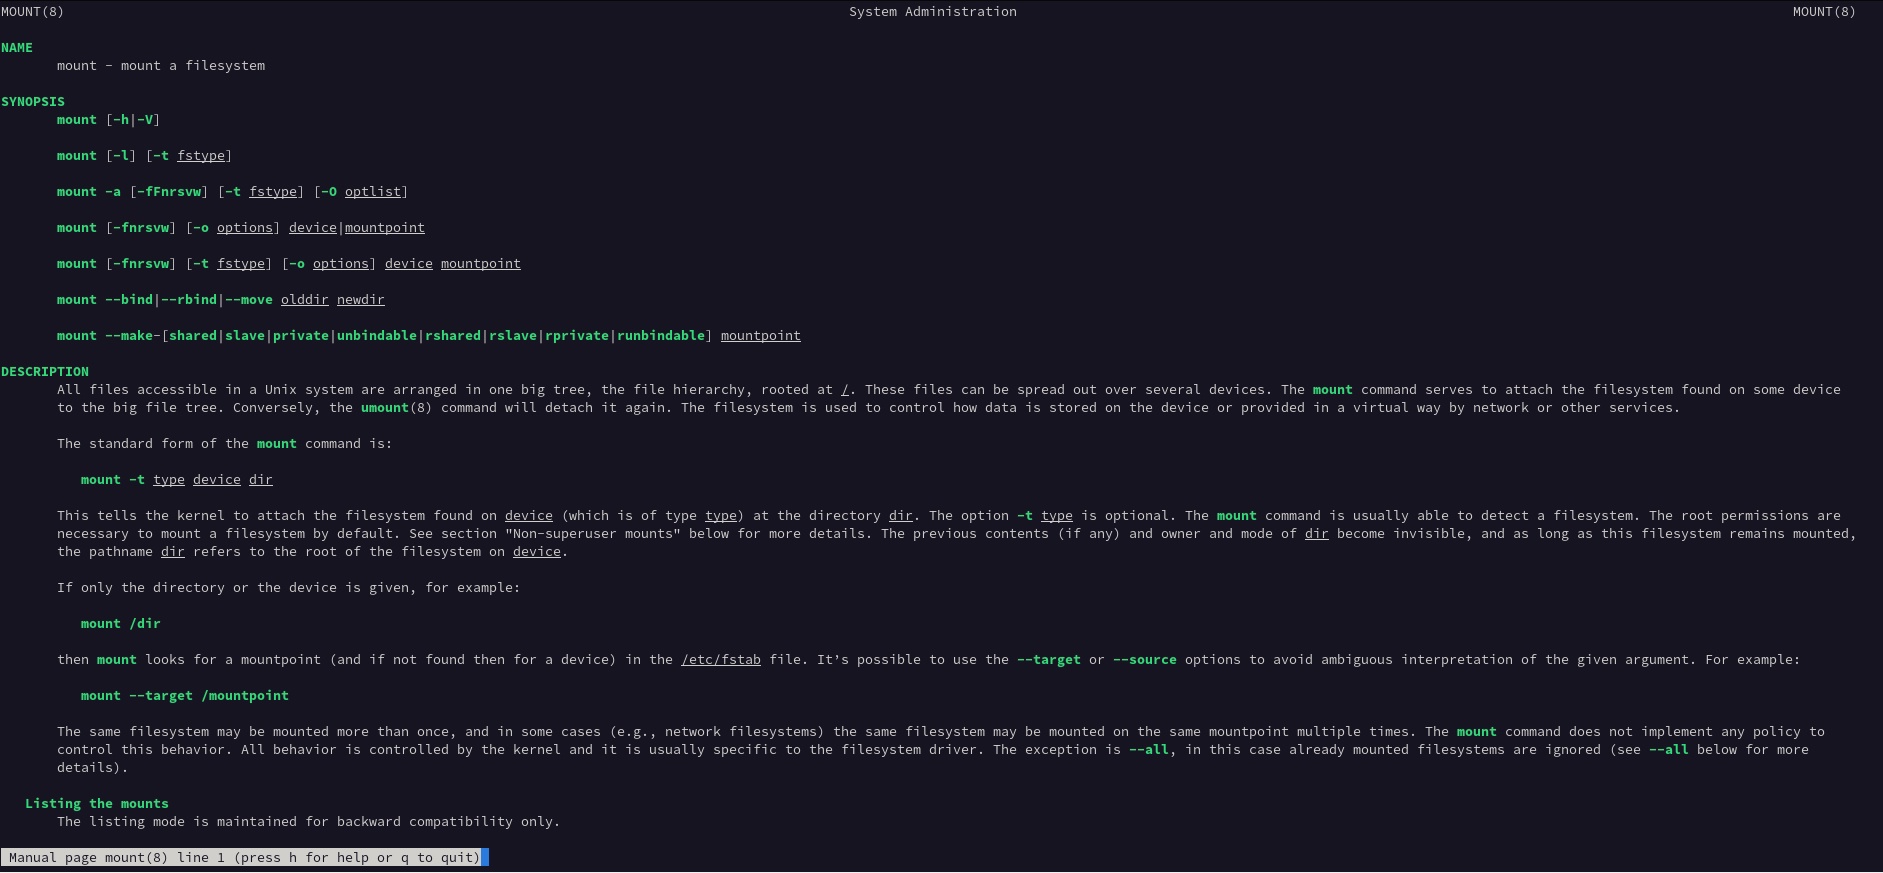 MOUNT(8) System Administration MOUNT(8)
NAME
mount - mount a filesystem
SYNOPSIS
mount [-h|-V]
mount [-l] [-t fstype]
mount -a [-fFnrsvw] [-t fstype] [-O optlist]
mount [-fnrsvw] [-o options] device|mountpoint
mount [-fnrsvw] [-t fstype] [-o options] device mountpoint
mount --bind|--rbind|--move olddir newdir
mount --make-[shared|slave|private|unbindable|rshared|rslave|rprivate|runbindable] mountpoint
DESCRIPTION
All files accessible in a Unix system are arranged in one big tree, the file hierarchy, rooted at /. These files can be spread out over several devices. The mount command serves to attach the filesystem found on some device
to the big file tree. Conversely, the umount(8) command will detach it again. The filesystem is used to control how data is stored on the device or provided in a virtual way by network or other services.
The standard form of the mount command is:
mount -t type device dir
This tells the kernel to attach the filesystem found on device (which is of type type) at the directory dir. The option -t type is optional. The mount command is usually able to detect a filesystem. The root permissions are
necessary to mount a filesystem by default. See section "Non-superuser mounts" below for more details. The previous contents (if any) and owner and mode of dir become invisible, and as long as this filesystem remains mounted,
the pathname dir refers to the root of the filesystem on device.
If only the directory or the device is given, for example:
mount /dir
then mount looks for a mountpoint (and if not found then for a device) in the /etc/fstab file. It’s possible to use the --target or --source options to avoid ambiguous interpretation of the given argument. For example:
mount --target /mountpoint
The same filesystem may be mounted more than once, and in some cases (e.g., network filesystems) the same filesystem may be mounted on the same mountpoint multiple times. The mount command does not implement any policy to
control this behavior. All behavior is controlled by the kernel and it is usually specific to the filesystem driver. The exception is --all, in this case already mounted filesystems are ignored (see --all below for more
details).
Listing the mounts
The listing mode is maintained for backward compatibility only.
Manual page mount(8) line 1 (press h for help or q to quit)